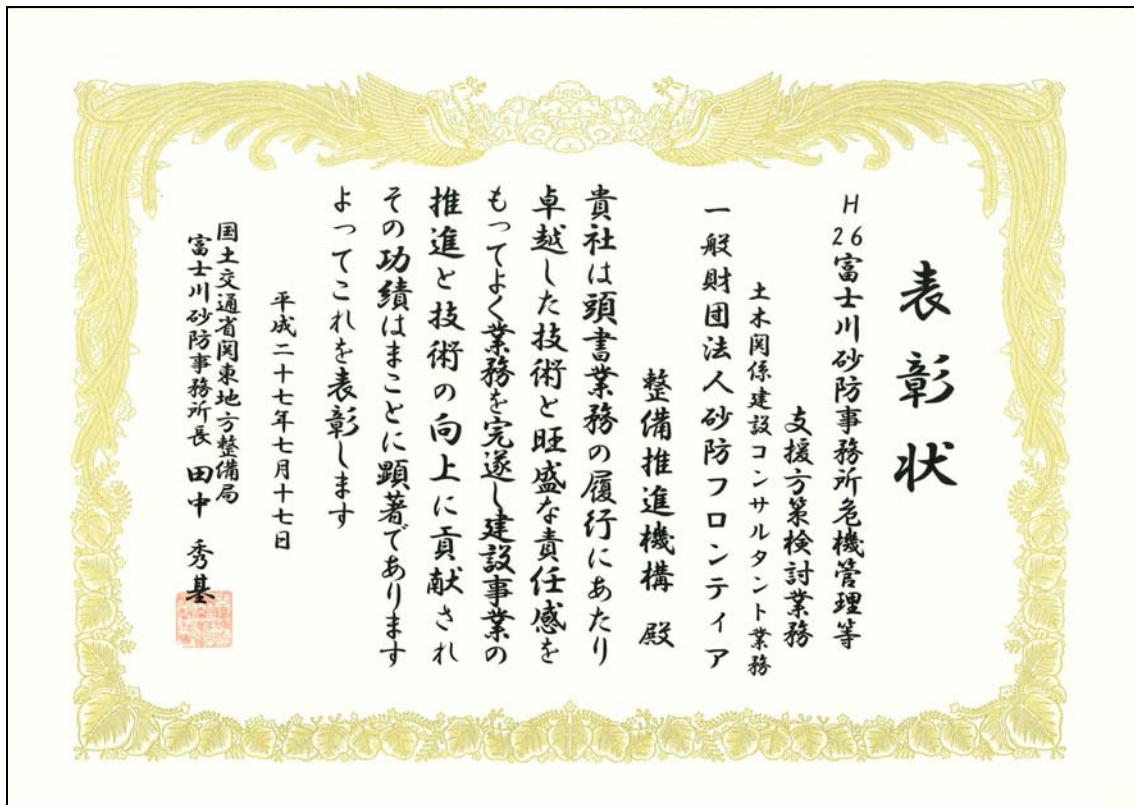 表彰状
H26富士川砂防事務所危機管理等
支援方策検討業務
土木関係建設コンサルタント業務
一般財団法人砂防フロンティア
整備推進機構 殿
貴社は頭書業務の履行にあたり
卓越した技術と旺盛な責任感を
もってよく業務を完遂し建設事業の
推進と技術の向上に貢献され
その功績はまことに顕著であります
よってこれを表彰します
平成二十七年七月十七日
国土交通省関東地方整備局
富士川砂防事務所長 田中 秀基